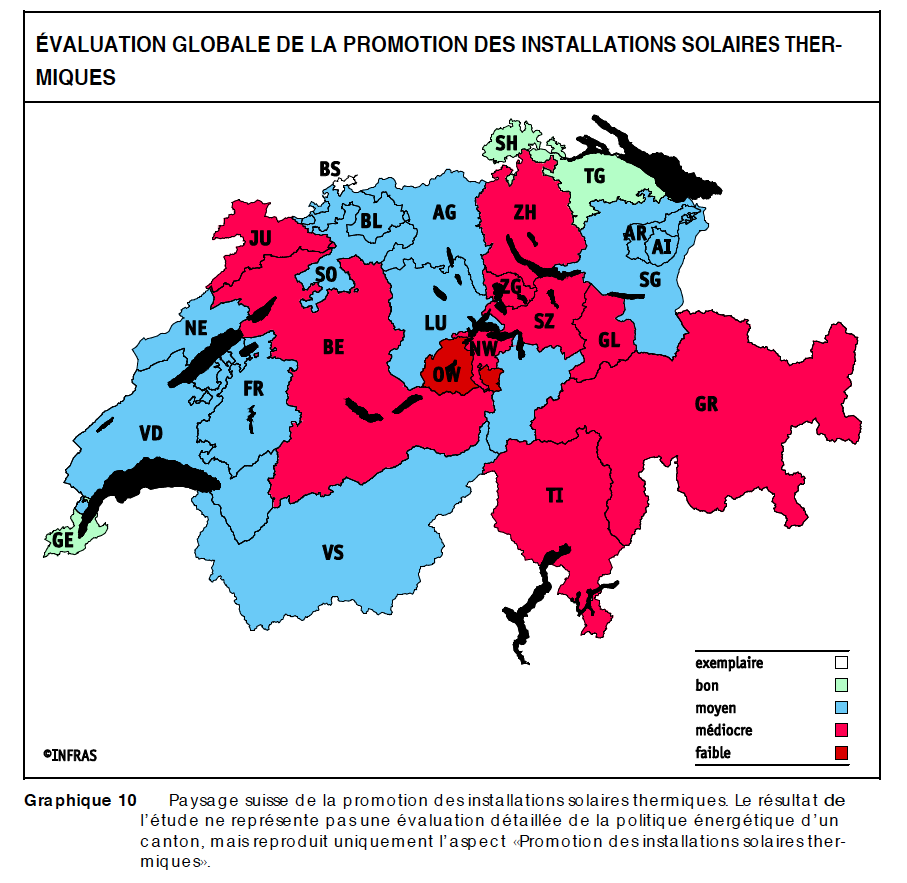 ÉVALUATION GLOBALE DE LA PROMOTION DES INSTALLATIONS SOLAIRES THER-
MIQUES
SH
BS
TG
BL
AG
ZH
JU
AR
AI
SO
SG
ZG
NE
LU
SZ
BE
NW
GL
OW
FR
GR
VD
TI
GE
VS
exemplaire
bon
moyen
médiocre
faible
©INFRAS
Graphique 10 Paysage suisse de la promotion des installations solaires thermiques. Le résultat de
l'étude ne représente pas une évaluation détaillée de la politique énergétique d'un
canton, mais reproduit uniquement l'aspect «Promotion des installations solaires ther-
miques».